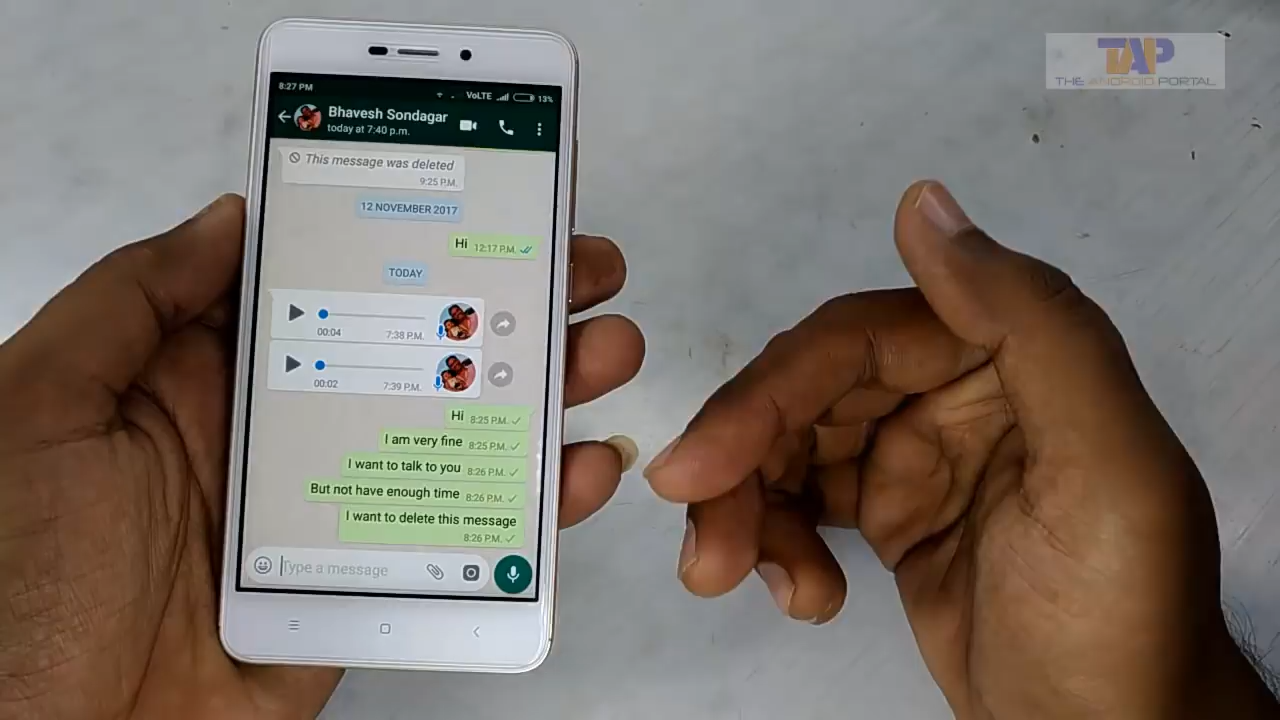 TAP
THE ANDROID PORTAL
8:27 PM
VoLTE
13%
Bhavesh Sondagar
today at 7:40 p.m.
This message was deleted
9:25 P.M.
12 NOVEMBER 2017
Hi 12:17 P.M.
TODAY
00:04 7:38 P.M.
00:02 7:39 P.M.
Hi 8:25 P.M.
I am very fine 8:25 P.M.
I want to talk to you 8:26 P.M.
But not have enough time 8:26 P.M.
I want to delete this message
8:26 P.M.
Type a message